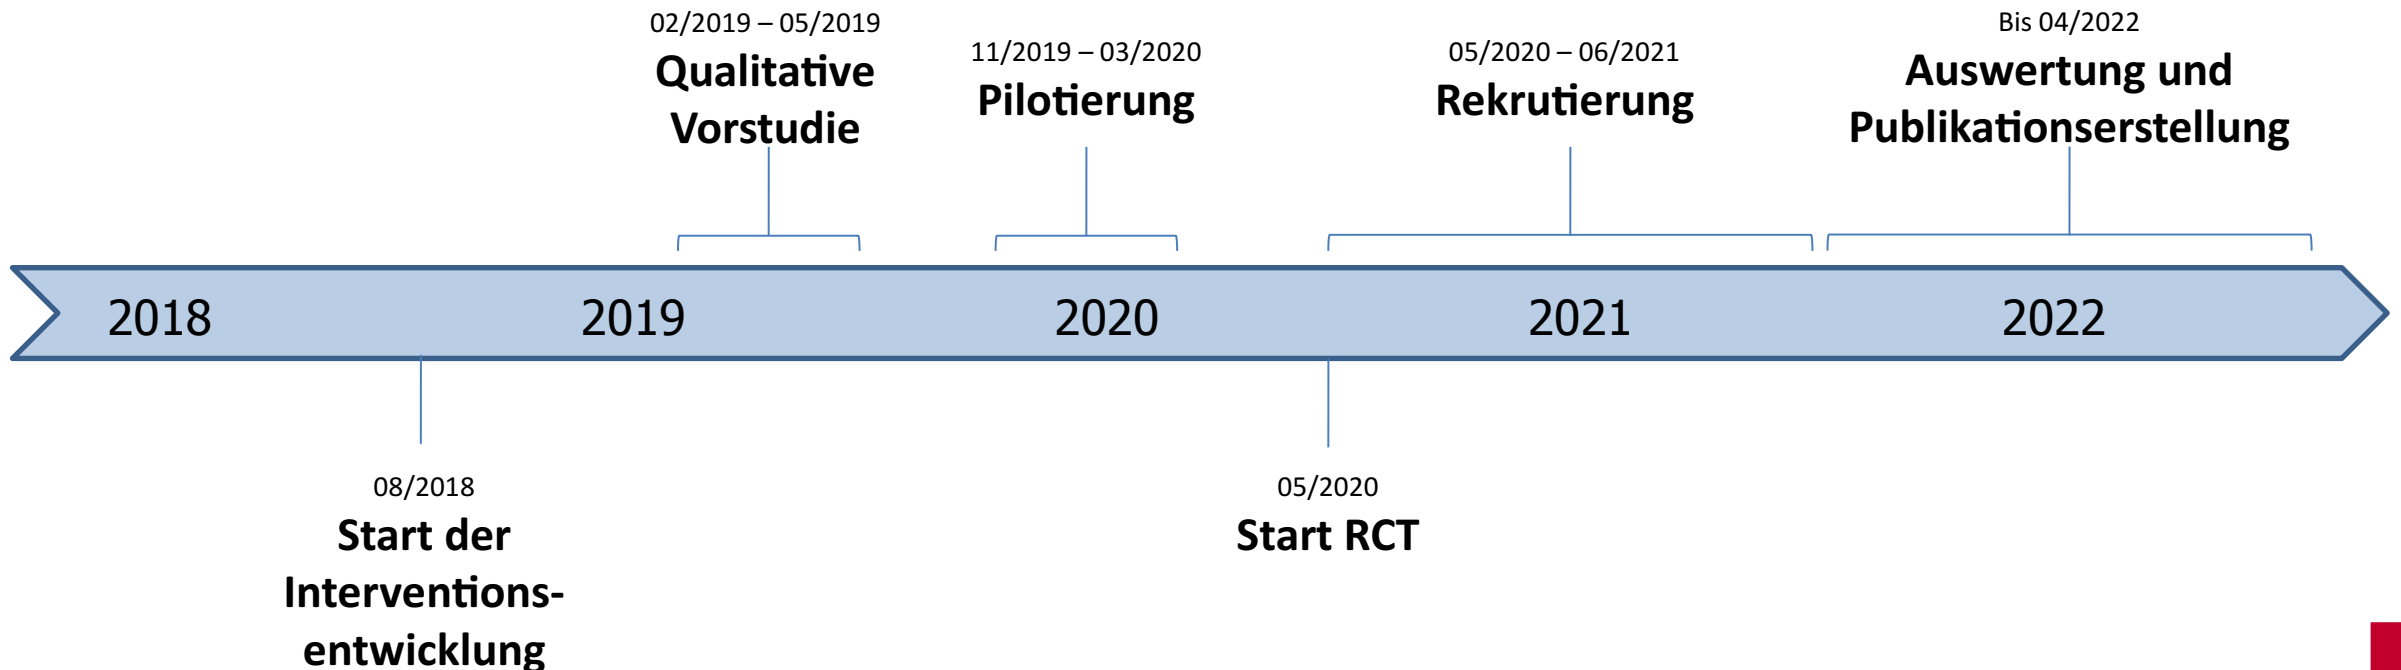 02/2019 – 05/2019
Qualitative
Vorstudie
11/2019 – 03/2020
Pilotierung
05/2020 – 06/2021
Rekrutierung
Bis 04/2022
Auswertung und
Publikationserstellung
2018 2019 2020 2021 2022
08/2018
Start der
Interventions-
entwicklung
05/2020
Start RCT